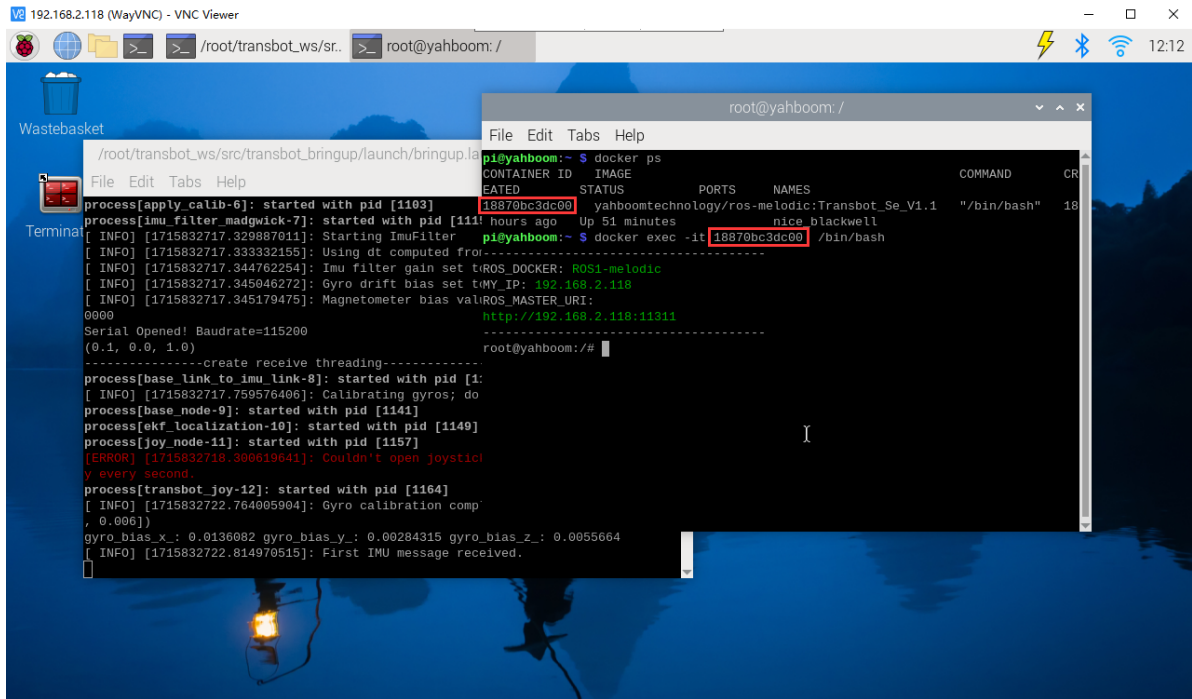 192.168.2.118 (WayVNC) - VNC Viewer
/root/transbot_ws/sr..
root@yahboom: /
12:12
Wastebasket
Terminat
/root/transbot_ws/src/transbot_bringup/launch/bringup.la
File Edit Tabs Help
process[apply_calib-6]: started with pid [1103]
process[imu_filter_madgwick-7]: started with pid [111
[ INFO] [1715832717.329887011]: Starting ImuFilter
[ INFO] [1715832717.333332155]: Using dt computed fro
[ INFO] [1715832717.344762254]: Imu filter gain set t
[ INFO] [1715832717.345046272]: Gyro drift bias set t
[ INFO] [1715832717.345179475]: Magnetometer bias val
0000
Serial Opened! Baudrate=115200
(0.1, 0.0, 1.0)
----------------create receive threading-------------
process[base_link_to_imu_link-8]: started with pid [1
[ INFO] [1715832717.759576406]: Calibrating gyros; do
process[base_node-9]: started with pid [1141]
process[ekf_localization-10]: started with pid [1149]
process[joy_node-11]: started with pid [1157]
[ERROR] [1715832718.390619641]: Couldn't open joystic
y every second.
process[transbot_joy-12]: started with pid [1164]
[ INFO] [1715832722.764005904]: Gyro calibration comp
, 0.006])
gyro_bias_x_: 0.0136082 gyro_bias_y_: 0.00284315 gyro_bias_z_: 0.0055664
[ INFO] [1715832722.814970515]: First IMU message received.
root@yahboom: /
File Edit Tabs Help
pi@yahboom:~ $ docker ps
CONTAINER ID IMAGE COMMAND CR
EATED STATUS PORTS NAMES
18870bc3dc00 yahboomtechnology/ros-melodic:Transbot_Se_V1.1 "/bin/bash" 18
hours ago Up 51 minutes nice_blackwell
pi@yahboom:~ $ docker exec -it 18870bc3dc00 /bin/bash
--------------------------------------
ROS_DOCKER: ROS1-melodic
MY_IP: 192.168.2.118
ROS_MASTER_URI:
http://192.168.2.118:11311
--------------------------------------
root@yahboom:/#